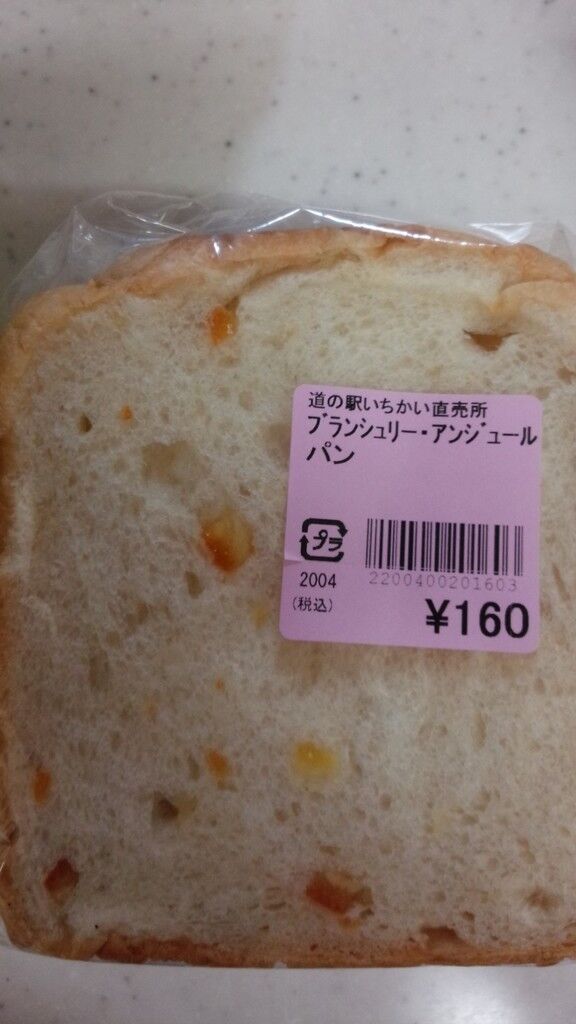 道の駅いちかい直売所
ブランシュリー・アンジュール
パン
プラ
2200400201603
2004
(税込)
¥160